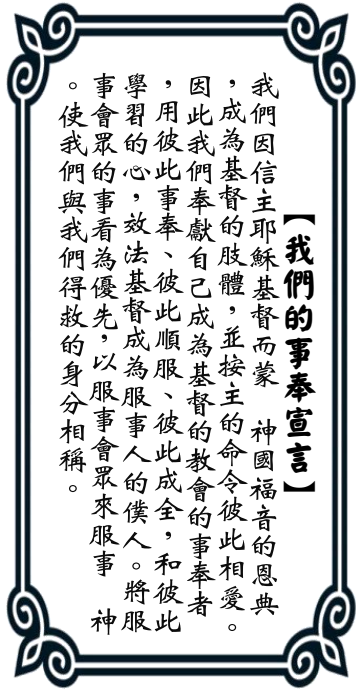 【我們的事奉宣言】
我們因信主耶穌基督而蒙　神國福音的恩典
，成為基督的肢體，並按主的命令彼此相愛。
因此我們奉獻自己成為基督的教會的事奉者
，用彼此事奉、彼此順服、彼此成全，和彼此
學習的心，效法基督成為服事人的僕人。將服
事會眾的事看為優先，以服事會眾來服事　神
。使我們與我們得救的身分相稱。